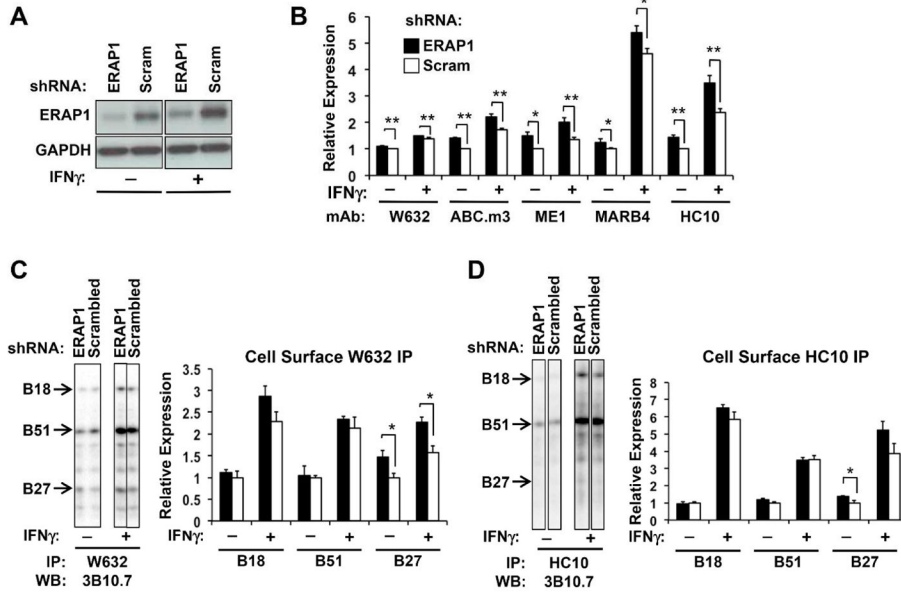 A
shRNA:
ERAP1
Scram
ERAP1
Scram
ERAP1
GAPDH
IFNγ: – +
B
shRNA:
ERAP1
Scram
Relative Expression
6
5
4
3
2
1
0
** ** ** ** * ** * * ** **
IFNγ: – + – + – + – + – +
mAb: W632 ABC.m3 ME1 MARB4 HC10
C
shRNA:
ERAP1
Scrambled
ERAP1
Scrambled
B18
B51
B27
IFNγ: – +
IP: W632
WB: 3B10.7
Cell Surface W632 IP
Relative Expression
3.5
3
2.5
2
1.5
1
0.5
0
* *
IFNγ: – + – + – +
B18 B51 B27
D
shRNA:
ERAP1
Scrambled
ERAP1
Scrambled
B18
B51
B27
IFNγ: – +
IP: HC10
WB: 3B10.7
Cell Surface HC10 IP
Relative Expression
8
7
6
5
4
3
2
1
0
*
IFNγ: – + – + – +
B18 B51 B27